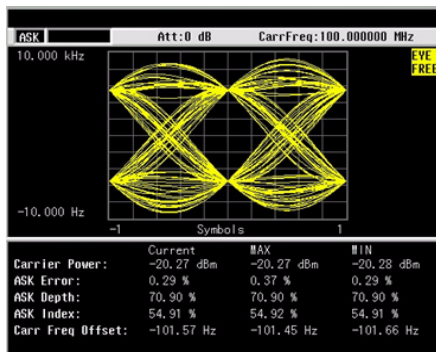 ASK Att:0 dB CarrFreq:100.000000 MHz
10.000 kHz
EYE
FREE
-10.000 Hz
-1 Symbols 1
Current MAX MIN
Carrier Power: -20.27 dBm -20.27 dBm -20.28 dBm
ASK Error: 0.29 % 0.37 % 0.29 %
ASK Depth: 70.90 % 70.90 % 70.90 %
ASK Index: 54.91 % 54.92 % 54.91 %
Carr Freq Offset: -101.57 Hz -101.45 Hz -101.66 Hz